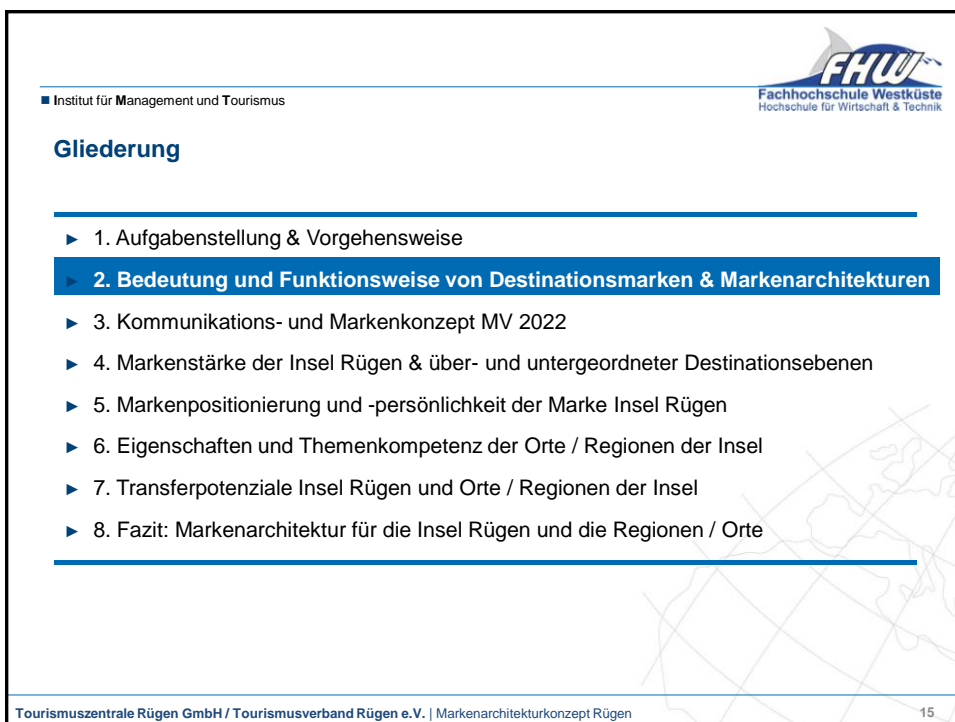 FHW
Fachhochschule Westküste
Hochschule für Wirtschaft & Technik
■ Institut für Management und Tourismus
Gliederung
► 1. Aufgabenstellung & Vorgehensweise
► 2. Bedeutung und Funktionsweise von Destinationsmarken & Markenarchitekturen
► 3. Kommunikations- und Markenkonzept MV 2022
► 4. Markenstärke der Insel Rügen & über- und untergeordneter Destinationsebenen
► 5. Markenpositionierung und -persönlichkeit der Marke Insel Rügen
► 6. Eigenschaften und Themenkompetenz der Orte / Regionen der Insel
► 7. Transferpotenziale Insel Rügen und Orte / Regionen der Insel
► 8. Fazit: Markenarchitektur für die Insel Rügen und die Regionen / Orte
Tourismuszentrale Rügen GmbH / Tourismusverband Rügen e.V. | Markenarchitekturkonzept Rügen 15